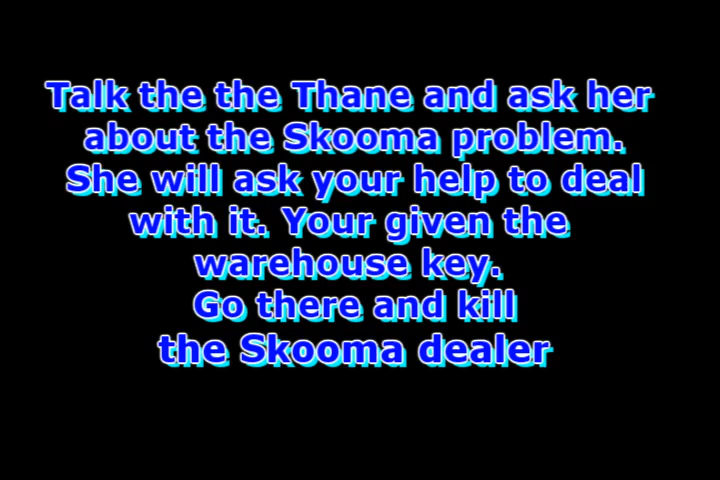 Talk the the Thane and ask her
about the Skooma problem.
She will ask your help to deal
with it. Your given the
warehouse key.
Go there and kill
the Skooma dealer